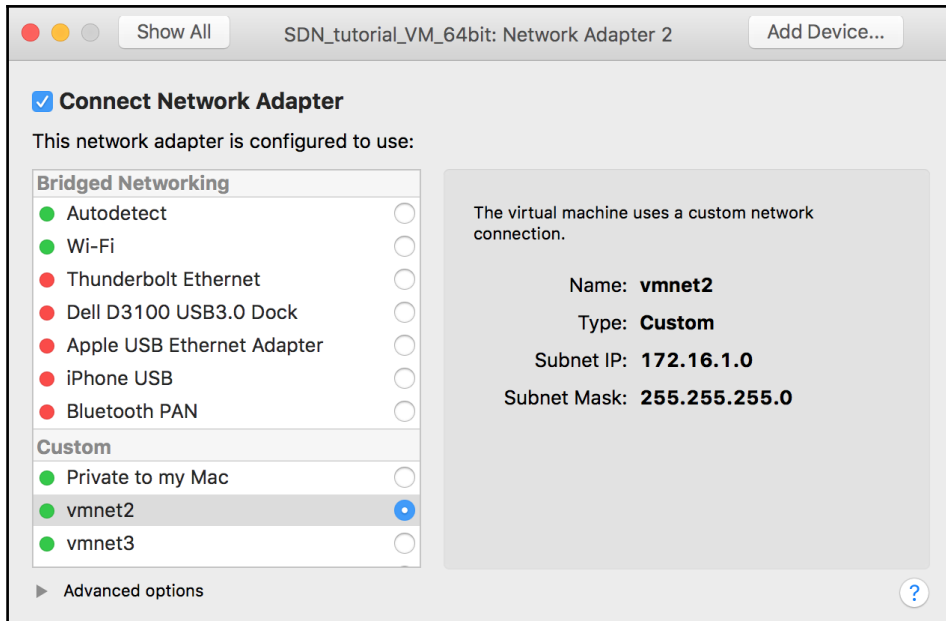 Show All
SDN_tutorial_VM_64bit: Network Adapter 2
Add Device...
Connect Network Adapter
This network adapter is configured to use:
Bridged Networking
Autodetect
Wi-Fi
Thunderbolt Ethernet
Dell D3100 USB3.0 Dock
Apple USB Ethernet Adapter
iPhone USB
Bluetooth PAN
Custom
Private to my Mac
vmnet2
vmnet3
Advanced options
The virtual machine uses a custom network
connection.
Name: vmnet2
Type: Custom
Subnet IP: 172.16.1.0
Subnet Mask: 255.255.255.0
?